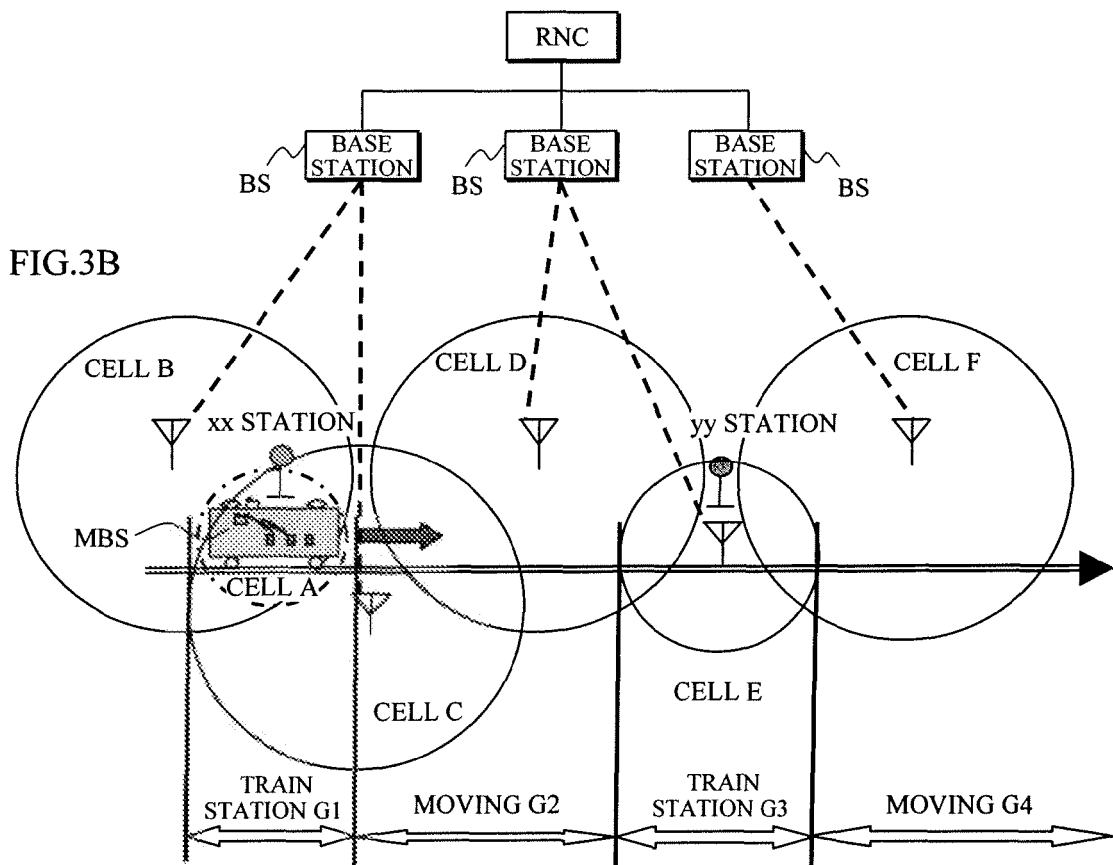 RNC
BASE
STATION
BASE
STATION
BASE
STATION
BS
BS
BS
FIG.3B
CELL B
CELL D
CELL F
xx STATION
yy STATION
MBS
CELL A
CELL C
CELL E
TRAIN
STATION G1
MOVING G2
TRAIN
STATION G3
MOVING G4